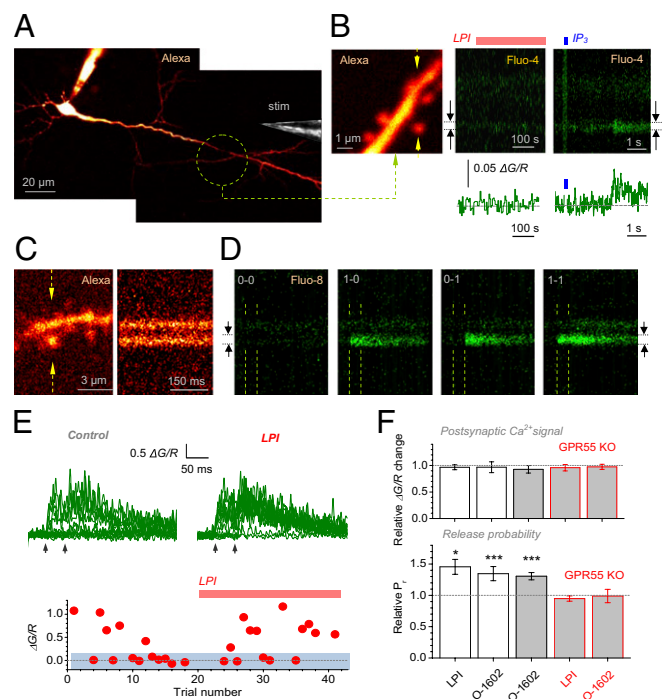 A
Alexa
stim
20 µm
B
LPI
IP3
Alexa
Fluo-4
Fluo-4
1 µm
100 s
1 s
0.05 ΔG/R
100 s
1 s
C
Alexa
3 µm
150 ms
D
0-0
Fluo-8
1-0
0-1
1-1
E
Control
0.5 ΔG/R
50 ms
LPI
LPI
ΔG/R
1.0
0.5
0.0
0
10
20
30
40
Trial number
F
Postsynaptic Ca2+signal
GPR55 KO
Relative ΔG/R change
1.0
0.5
0.0
Release probability
GPR55 KO
Relative Pr
1.5
1.0
0.5
0.0
*
***
***
LPI
O-1602
O-1602
LPI
O-1602